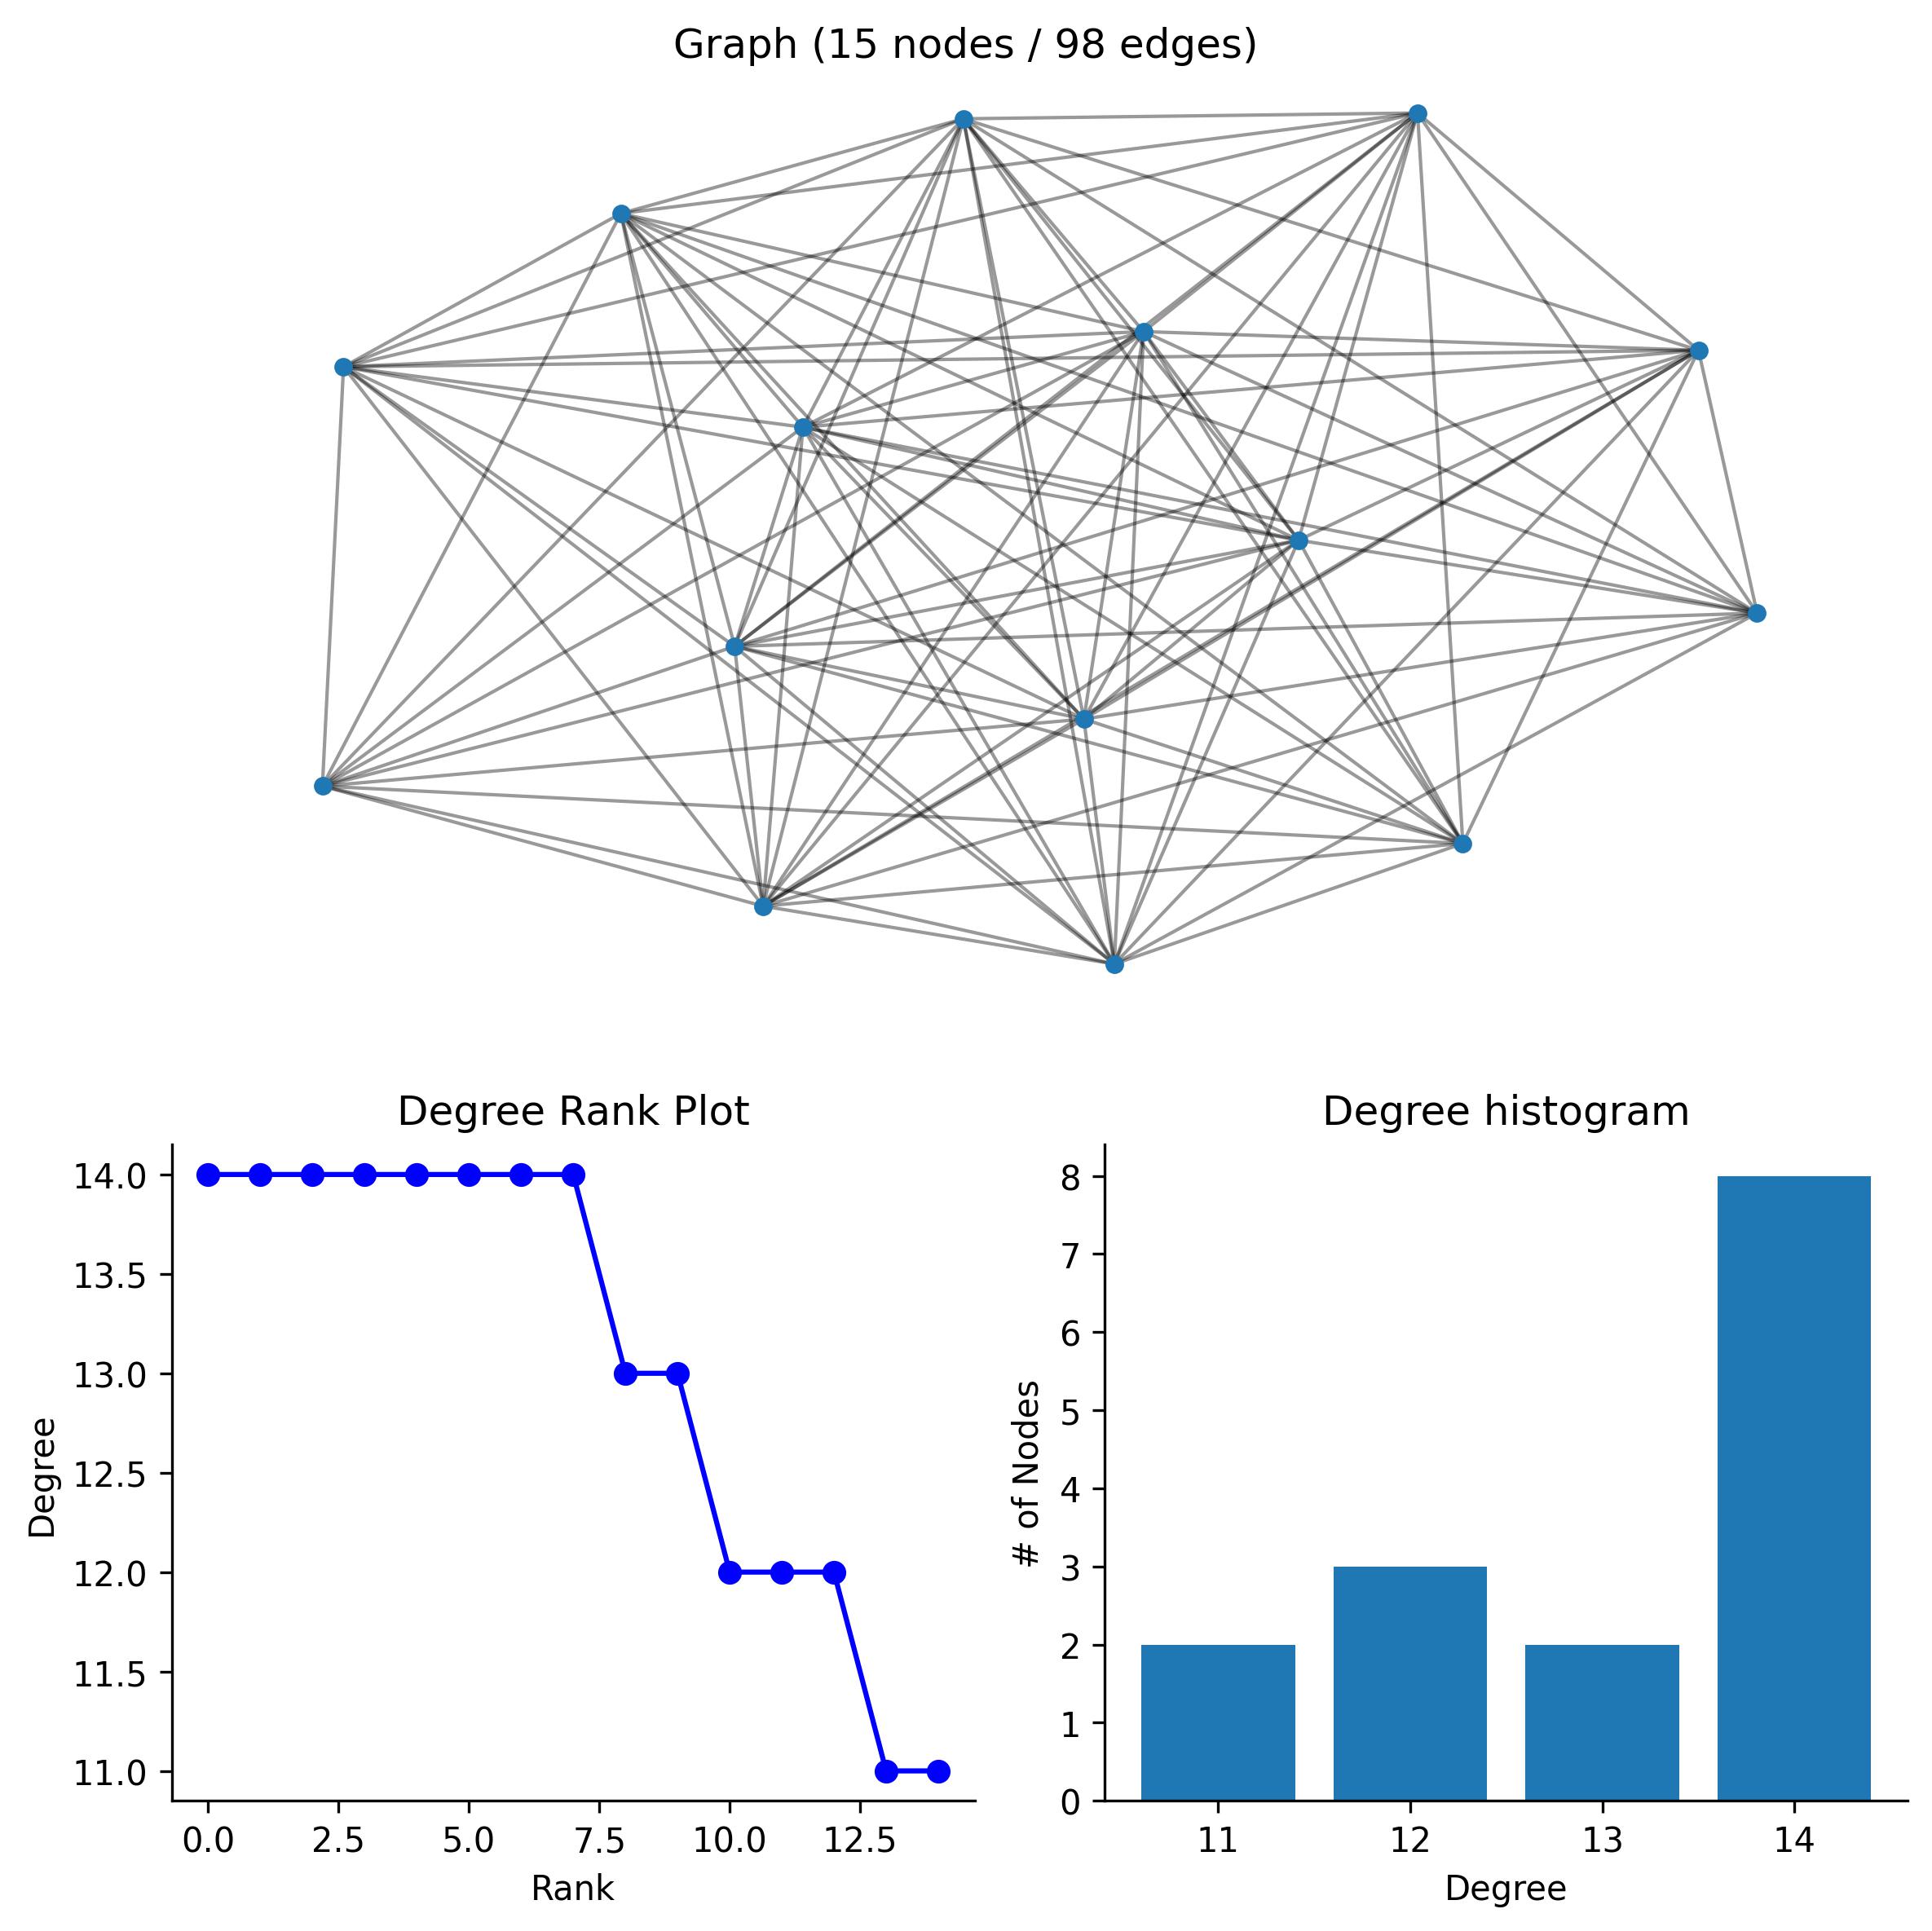 Graph (15 nodes / 98 edges)
Degree Rank Plot
14.0
13.5
13.0
12.5
12.0
11.5
11.0
Degree
0.0 2.5 5.0 7.5 10.0 12.5
Rank
Degree histogram
8
7
6
5
4
3
2
1
0
# of Nodes
11 12 13 14
Degree